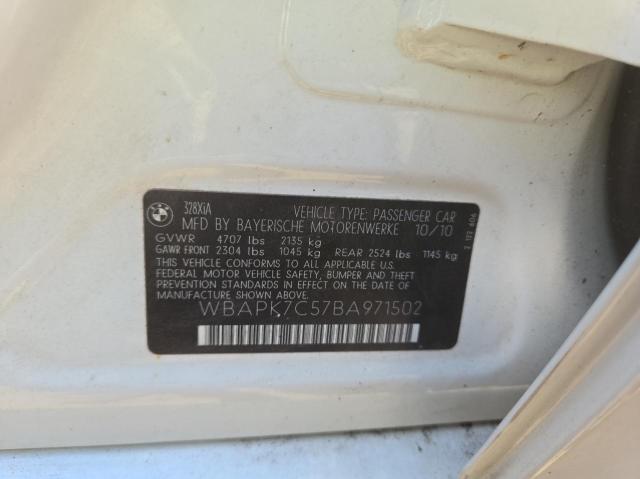 BMW
328XiA
VEHICLE TYPE: PASSENGER CAR
MFD BY BAYERISCHE MOTORENWERKE 10/10
GVWR 4707 lbs 2135 kg
GAWR FRONT 2304 lbs 1045 kg REAR 2524 lbs 1145 kg
THIS VEHICLE CONFORMS TO ALL APPLICABLE U.S.
FEDERAL MOTOR VEHICLE SAFETY, BUMPER AND THEFT
PREVENTION STANDARDS IN EFFECT ON THE DATE OF
MANUFACTURE SHOWN ABOVE.
WBAPK7C57BA971502